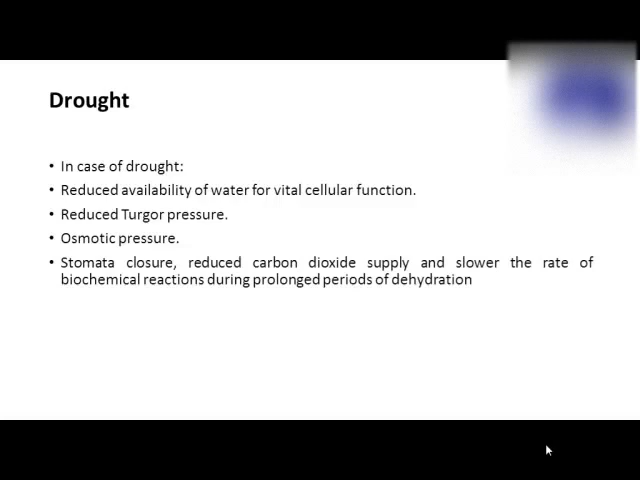 Drought
• In case of drought:
• Reduced availability of water for vital cellular function.
• Reduced Turgor pressure.
• Osmotic pressure.
• Stomata closure, reduced carbon dioxide supply and slower the rate of
biochemical reactions during prolonged periods of dehydration